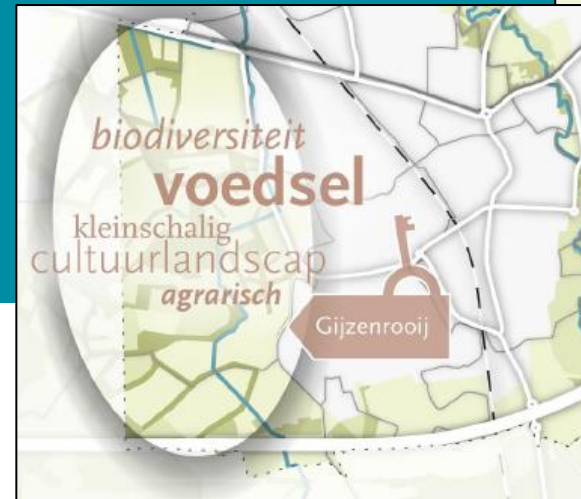 biodiversiteit
voedsel
kleinschalig
cultuurlandscap
agrarisch
Gijzenrooij